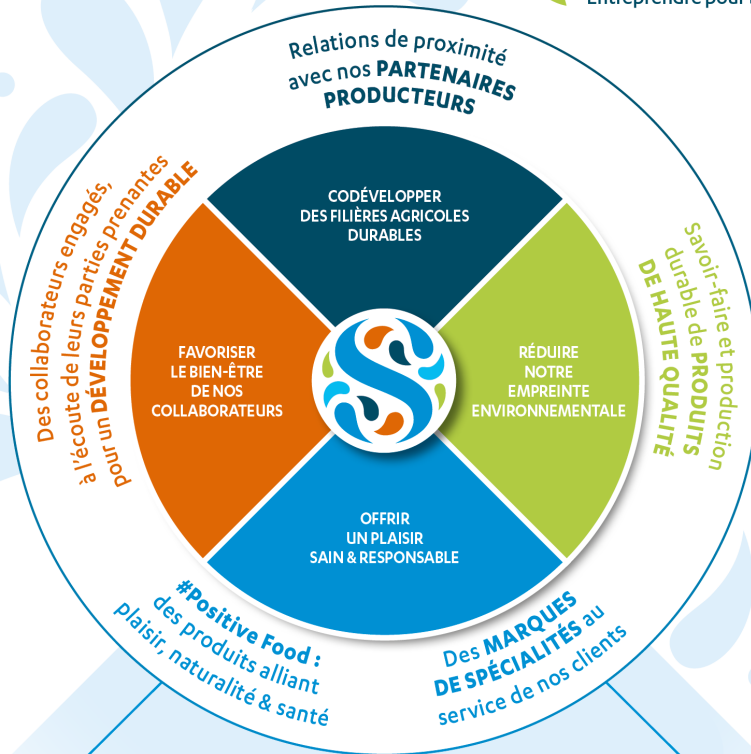 Entreprendre pour
Relations de proximité
avec nos PARTENAIRES
PRODUCTEURS
CODÉVELOPPER
DES FILIÈRES AGRICOLES
DURABLES
Des collaborateurs engagés,
à l'écoute de leurs parties prenantes
pour un DÉVELOPPEMENT DURABLE
FAVORISER
LE BIEN-ÊTRE
DE NOS
COLLABORATEURS
RÉDUIRE
NOTRE
EMPREINTE
ENVIRONNEMENTALE
Savoir-faire et production
durable de PRODUITS
DE HAUTE QUALITÉ
OFFRIR
UN PLAISIR
SAIN & RESPONSABLE
#Positive Food :
des produits alliant
plaisir, naturalité & santé
Des MARQUES
DE SPÉCIALITÉS au
service de nos clients